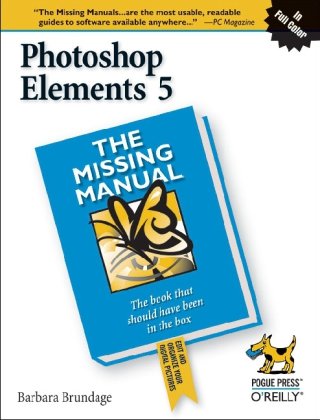 "The Missing Manuals...are the most usable, readable
guides to software available anywhere..." —PC Magazine
In
Full Color
Photoshop
Elements 5
THE
MISSING
MANUAL
The book that
should have been
in the box
EDIT AND
ORGANIZE YOUR
DIGITAL PICTURES
POGUE PRESS™
O'REILLY®
Barbara Brundage